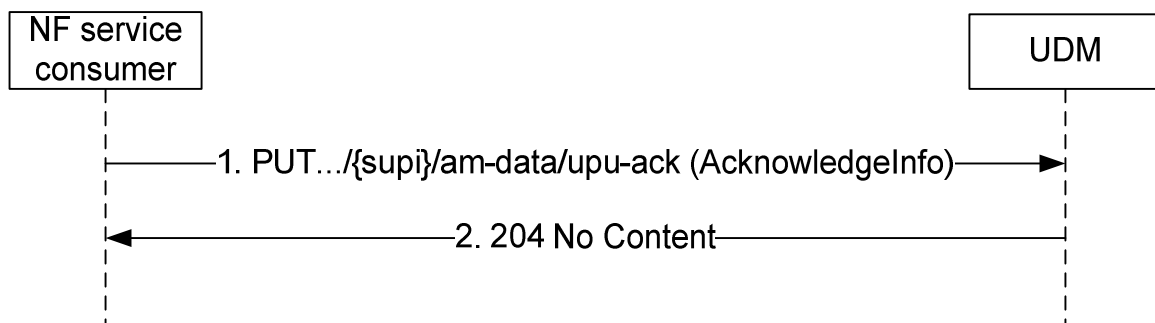 NF service
consumer
UDM
1. PUT.../{supi}/am-data/upu-ack (AcknowledgeInfo)
2. 204 No Content